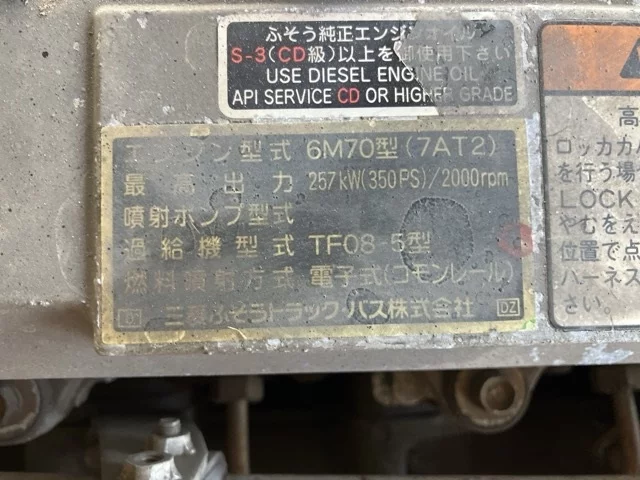 ふそう純正エンジンオイル
S-3(CD級)以上を御使用下さい
USE DIESEL ENGINE OIL
API SERVICE CD OR HIGHER GRADE
エンジン型式 6M70型(7AT2)
最高出力 257kW(350PS)/2000rpm
噴射ポンプ型式
過給機型式 TF08-5型
燃料噴射方式 電子式(コモンレール)
三菱ふそうトラック・バス株式会社 DZ
高
ロッカカバ
を行う場
LOCK
やむをえ
位置で点
ハーネス
さい。